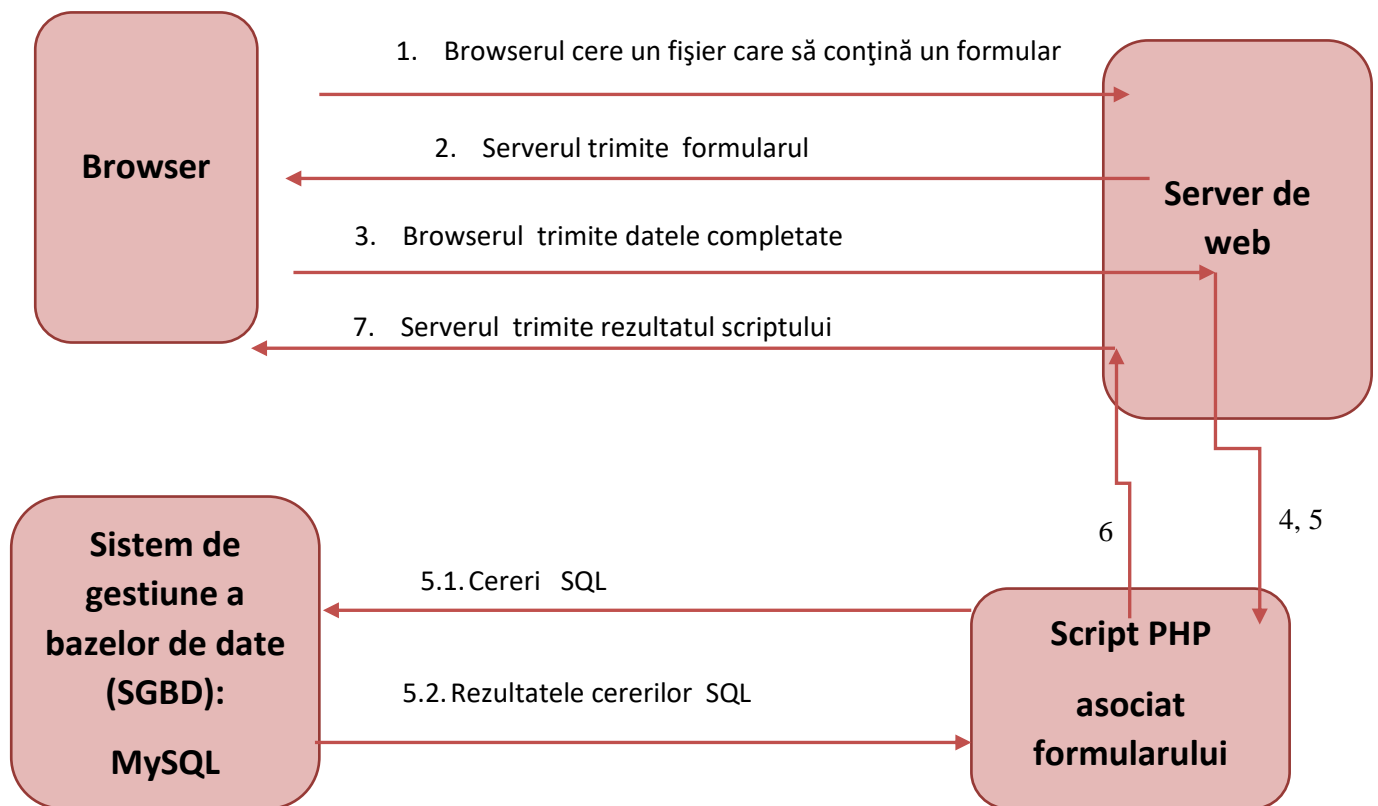 1. Browserul cere un fişier care să conţină un formular
Browser
2. Serverul trimite formularul
Server de
web
3. Browserul trimite datele completate
7. Serverul trimite rezultatul scriptului
6
4, 5
Sistem de
gestiune a
bazelor de date
(SGBD):
MySQL
5.1. Cereri SQL
5.2. Rezultatele cererilor SQL
Script PHP
asociat
formularului